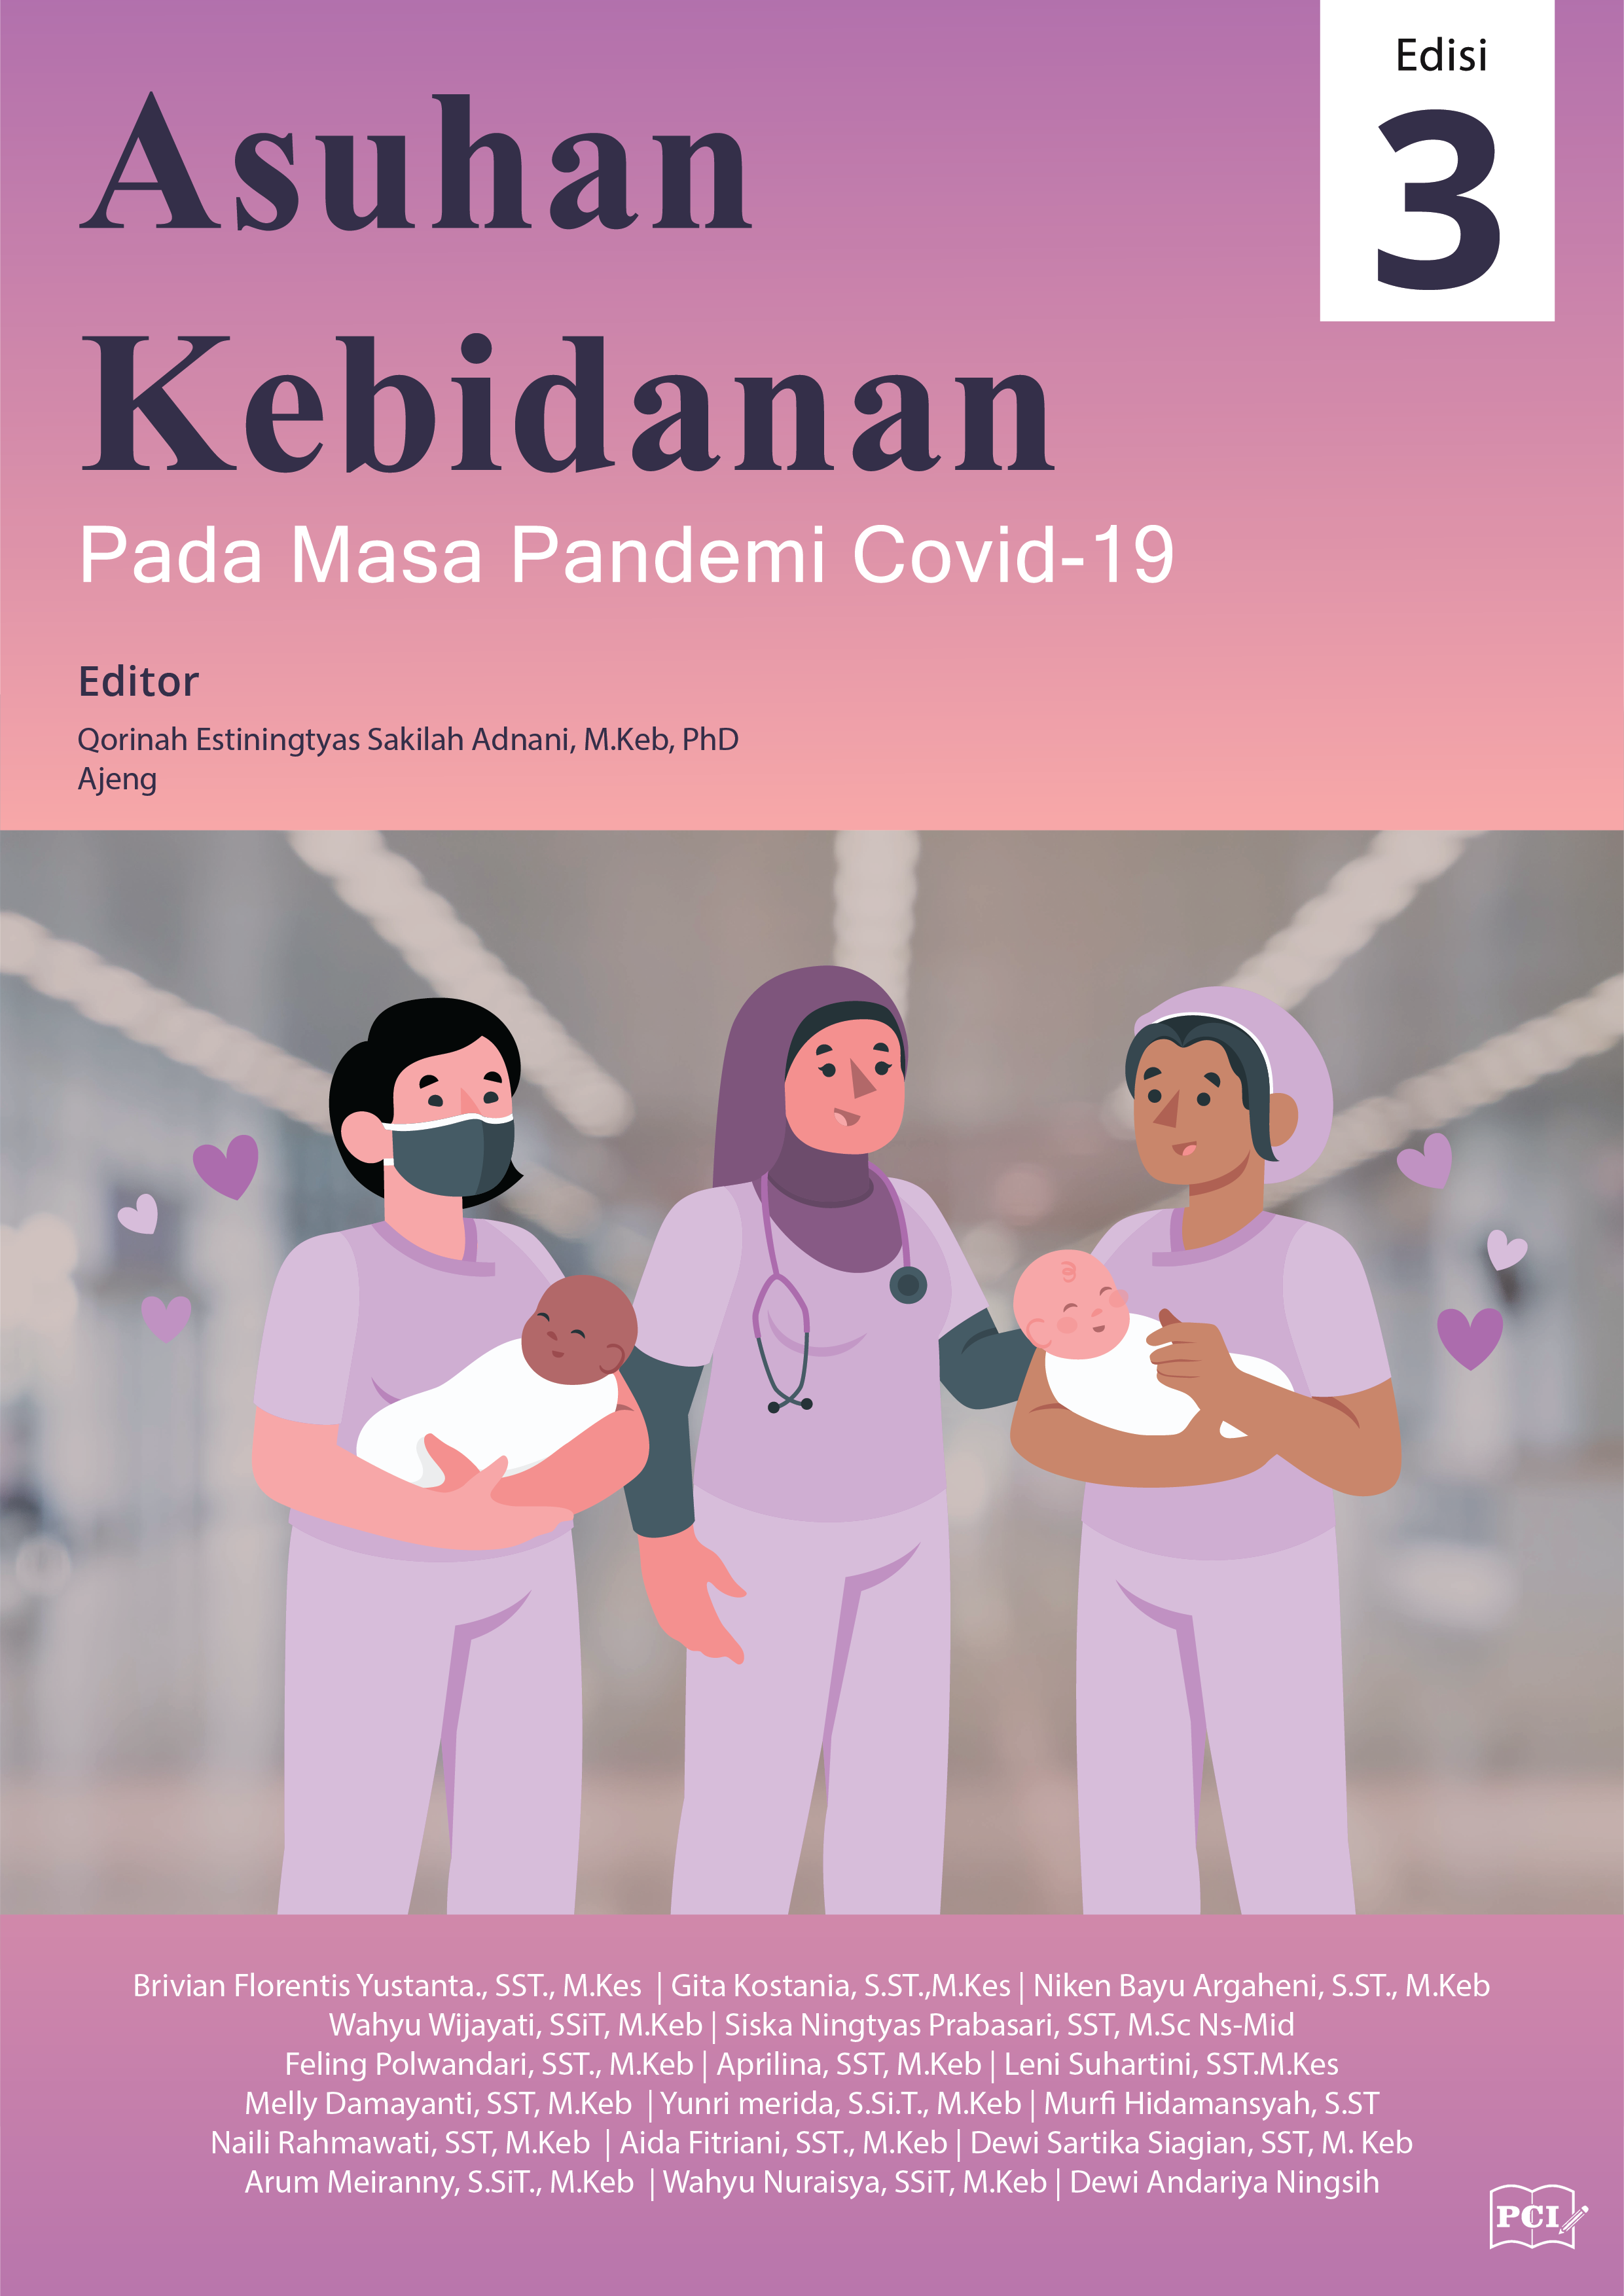 Edisi
3
Asuhan
Kebidanan
Pada Masa Pandemi Covid-19
Editor
Qorinah Estiningtyas Sakilah Adnani, M.Keb, PhD
Ajeng
Brivian Florentis Yustanta., SST., M.Kes | Gita Kostania, S.ST.,M.Kes | Niken Bayu Argaheni, S.ST., M.Keb
Wahyu Wijayati, SSiT, M.Keb | Siska Ningtyas Prabasari, SST, M.Sc Ns-Mid
Feling Polwandari, SST., M.Keb | Aprilina, SST, M.Keb | Leni Suhartini, SST.M.Kes
Melly Damayanti, SST, M.Keb | Yunri merida, S.Si.T., M.Keb | Murfi Hidamansyah, S.ST
Naili Rahmawati, SST, M.Keb | Aida Fitriani, SST., M.Keb | Dewi Sartika Siagian, SST, M. Keb
Arum Meiranny, S.SiT., M.Keb | Wahyu Nuraisya, SSiT, M.Keb | Dewi Andariya Ningsih
PCI